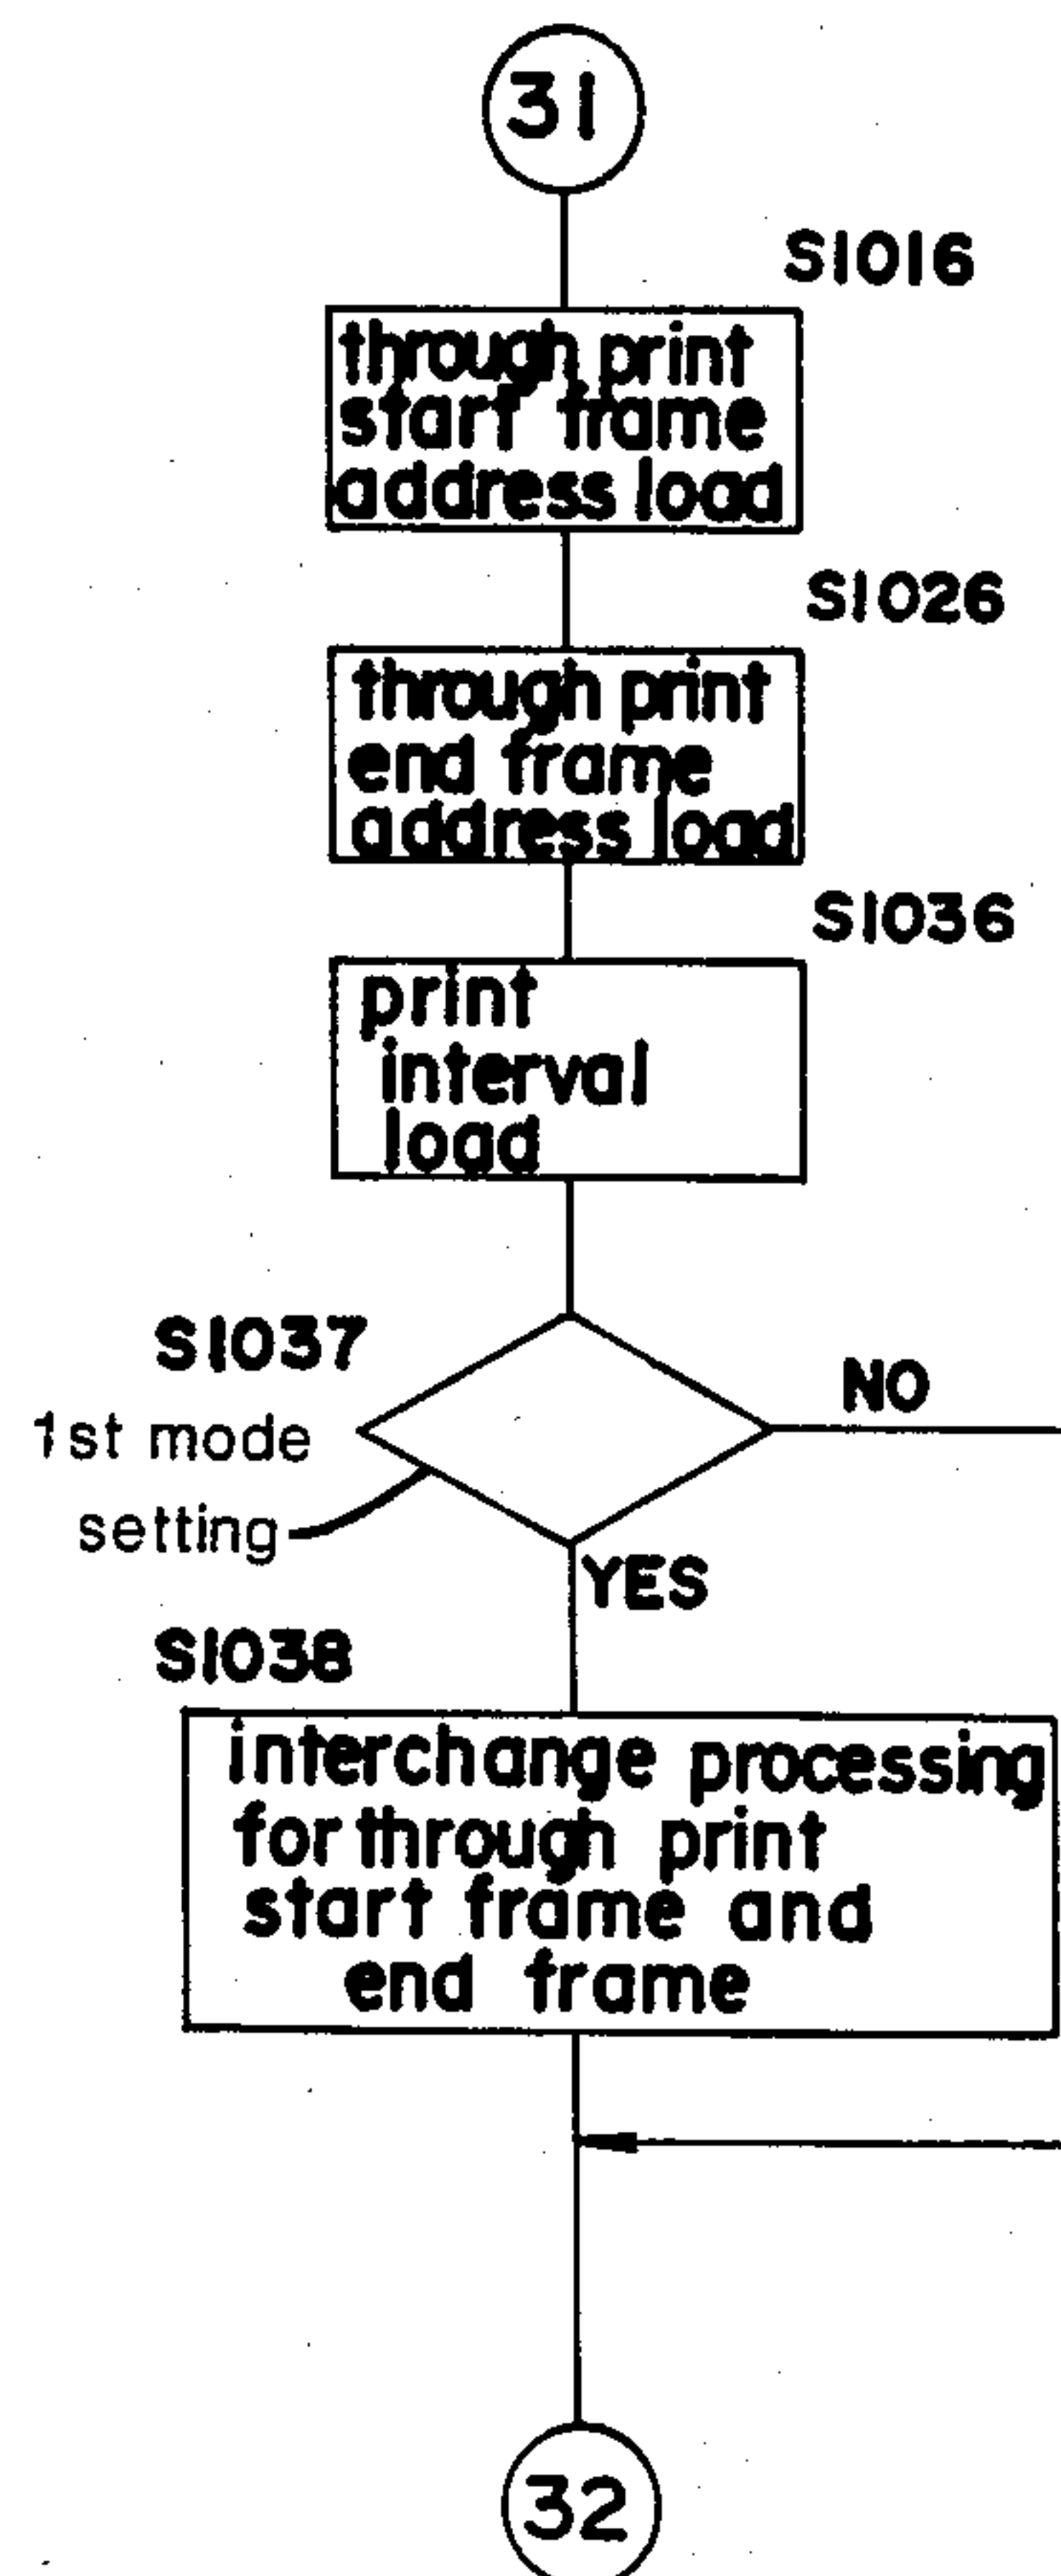 31
S1016
through print
start frame
address load
S1026
through print
end frame
address load
S1036
print
interval
load
S1037
1st mode
setting
NO
YES
S1038
interchange processing
for through print
start frame and
end frame
32